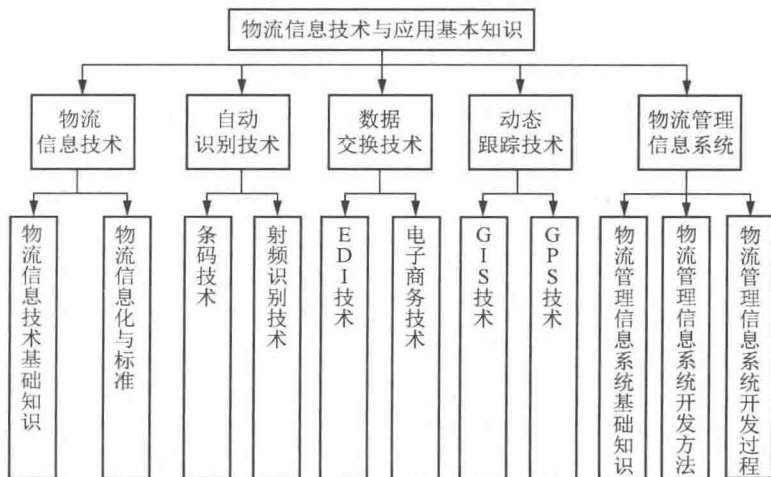 物流信息技术与应用基本知识
物流
信息技术
自动
识别技术
数据
交换技术
动态
跟踪技术
物流管理
信息系统
物流信息技术基础知识
物流信息化与标准
条码技术
射频识别技术
EDI技术
电子商务技术
GIS技术
GPS技术
物流管理信息系统基础知识
物流管理信息系统开发方法
物流管理信息系统开发过程